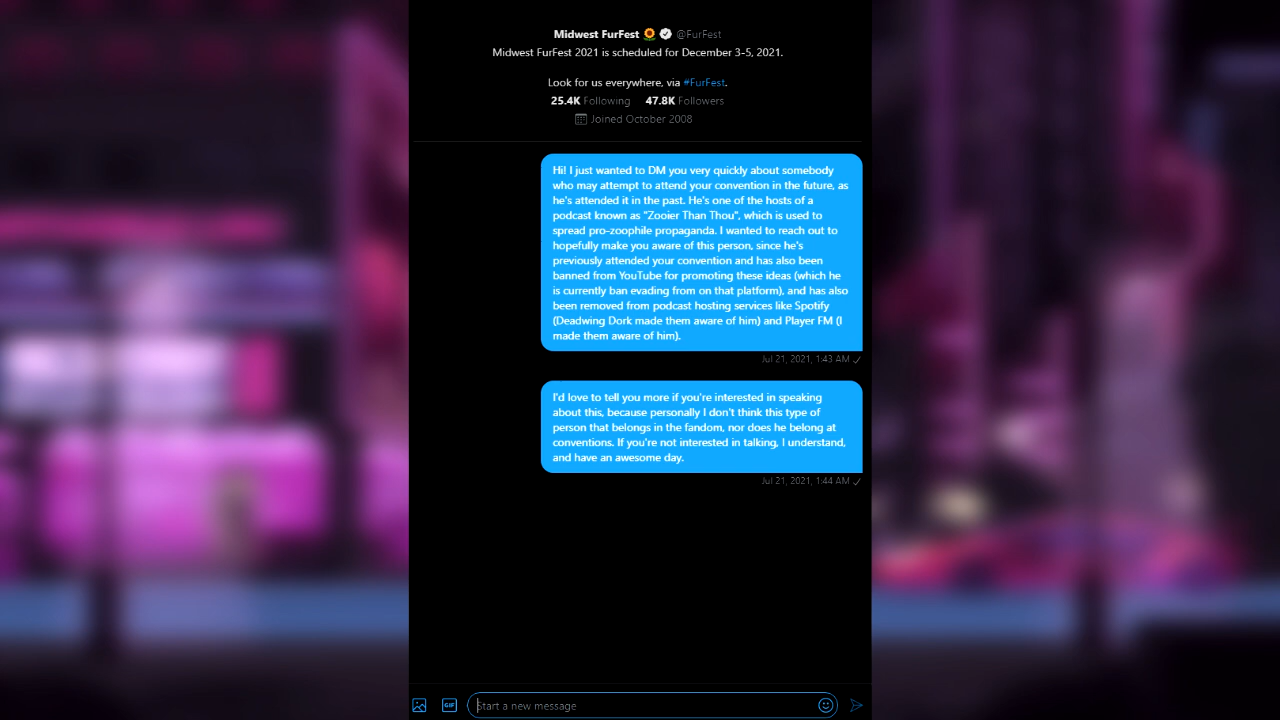 Midwest FurFest 🌻 @FurFest
Midwest FurFest 2021 is scheduled for December 3-5, 2021.
Look for us everywhere, via #FurFest.
25.4K Following 47.8K Followers
Joined October 2008
Hi! I just wanted to DM you very quickly about somebody
who may attempt to attend your convention in the future, as
he's attended it in the past. He's one of the hosts of a
podcast known as "Zooier Than Thou", which is used to
spread pro-zoophile propaganda. I wanted to reach out to
hopefully make you aware of this person, since he's
previously attended your convention and has also been
banned from YouTube for promoting these ideas (which he
is currently ban evading from on that platform), and has also
been removed from podcast hosting services like Spotify
(Deadwing Dork made them aware of him) and Player FM (I
made them aware of him).
Jul 21, 2021, 1:43 AM ✓
I'd love to tell you more if you're interested in speaking
about this, because personally I don't think this type of
person that belongs in the fandom, nor does he belong at
conventions. If you're not interested in talking, I understand,
and have an awesome day.
Jul 21, 2021, 1:44 AM ✓
GIF Start a new message